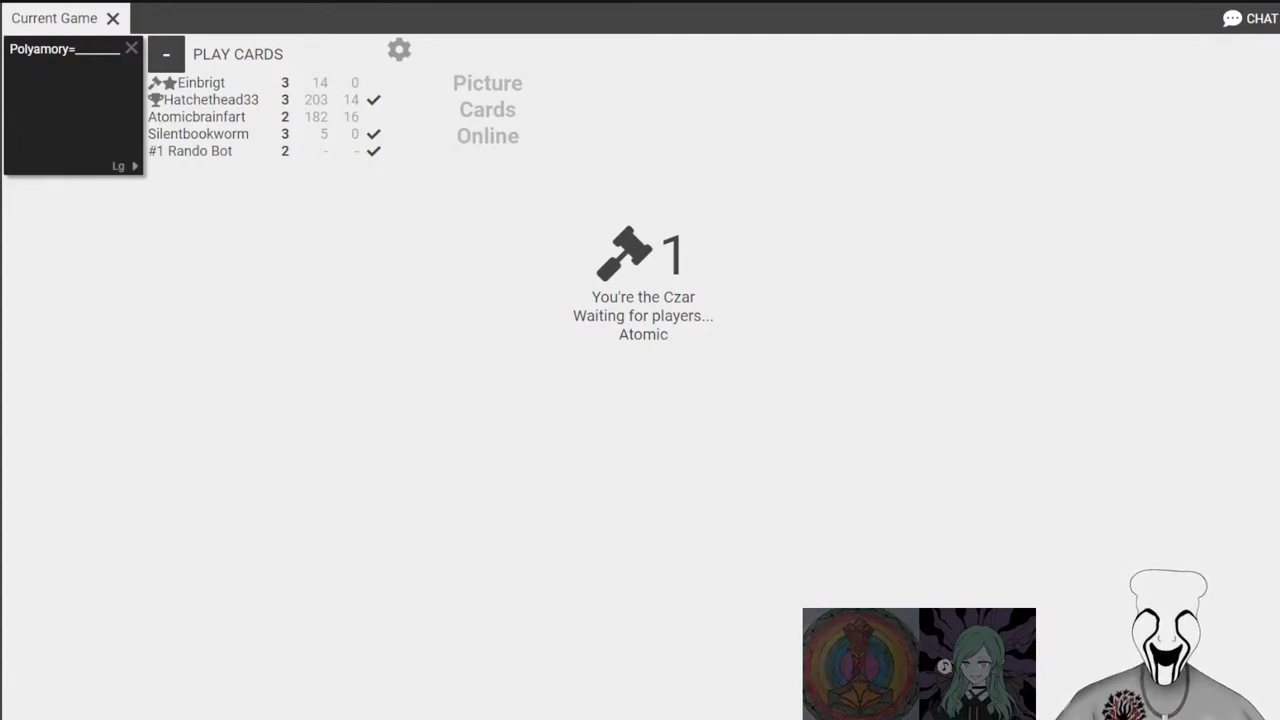 Current Game
CHAT
Polyamory=______
Lg
-
PLAY CARDS
Einbrigt 3 14 0
Hatchethead33 3 203 14
Atomicbrainfart 2 182 16
Silentbookworm 3 5 0
#1 Rando Bot 2 - -
Picture
Cards
Online
1
You're the Czar
Waiting for players...
Atomic